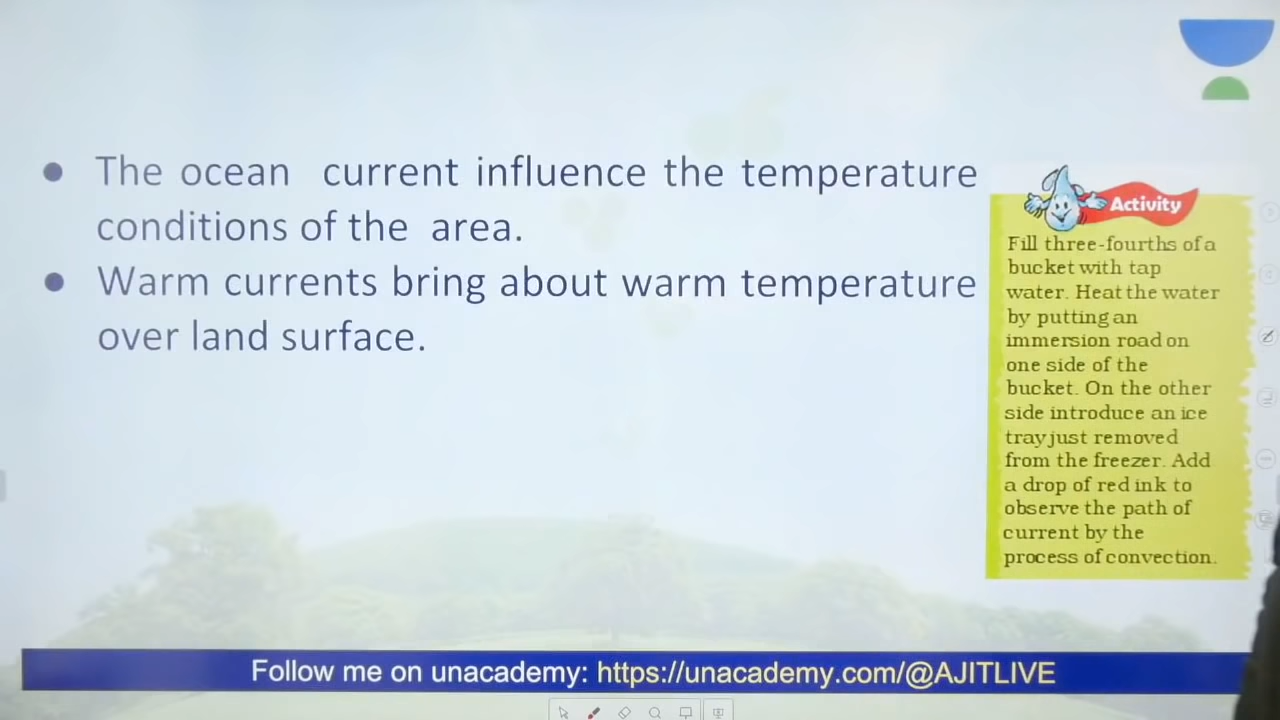 ● The ocean current influence the temperature
conditions of the area.
● Warm currents bring about warm temperature
over land surface.
Activity
Fill three-fourths of a
bucket with tap
water. Heat the water
by putting an
immersion road on
one side of the
bucket. On the other
side introduce an ice
tray just removed
from the freezer. Add
a drop of red ink to
observe the path of
current by the
process of convection.
Follow me on unacademy: https://unacademy.com/@AJITLIVE